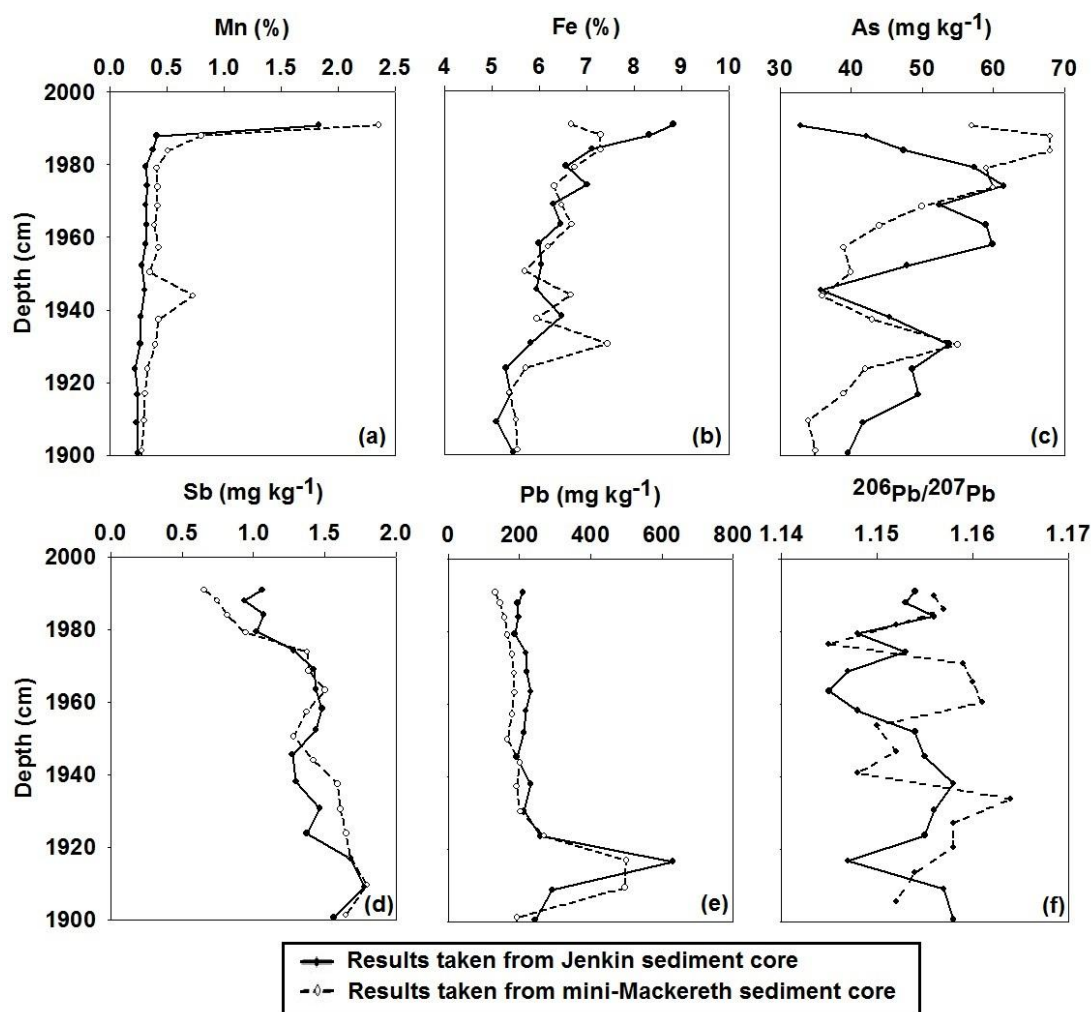 Mn (%) Fe (%) As (mg kg-1)
0.0 0.5 1.0 1.5 2.0 2.5 4 5 6 7 8 9 10 30 40 50 60 70
2000
1980
1960
1940
1920
1900
Depth (cm)
(a) (b) (c)
Sb (mg kg-1) Pb (mg kg-1) 206Pb/207Pb
0.0 0.5 1.0 1.5 2.0 0 200 400 600 800 1.14 1.15 1.16 1.17
2000
1980
1960
1940
1920
1900
Depth (cm)
(d) (e) (f)
Results taken from Jenkin sediment core
Results taken from mini-Mackereth sediment core